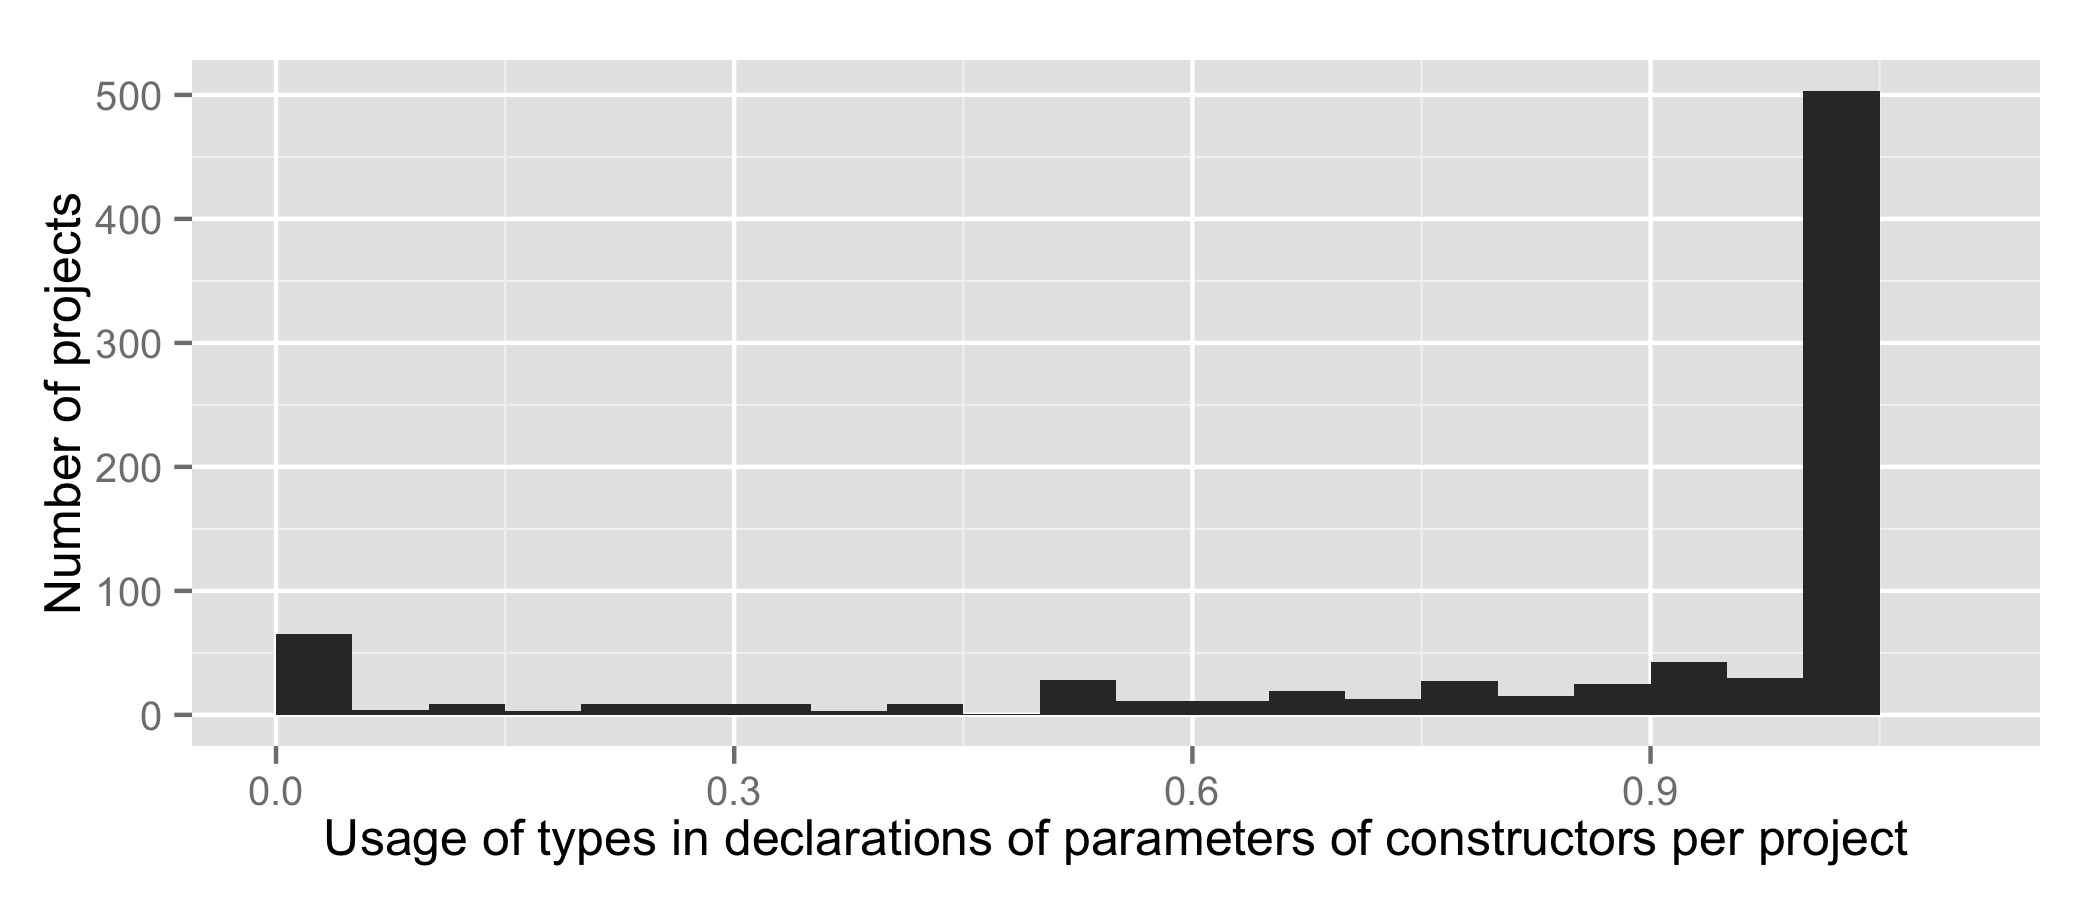 Number of projects
500
400
300
200
100
0
0.0 0.3 0.6 0.9
Usage of types in declarations of parameters of constructors per project